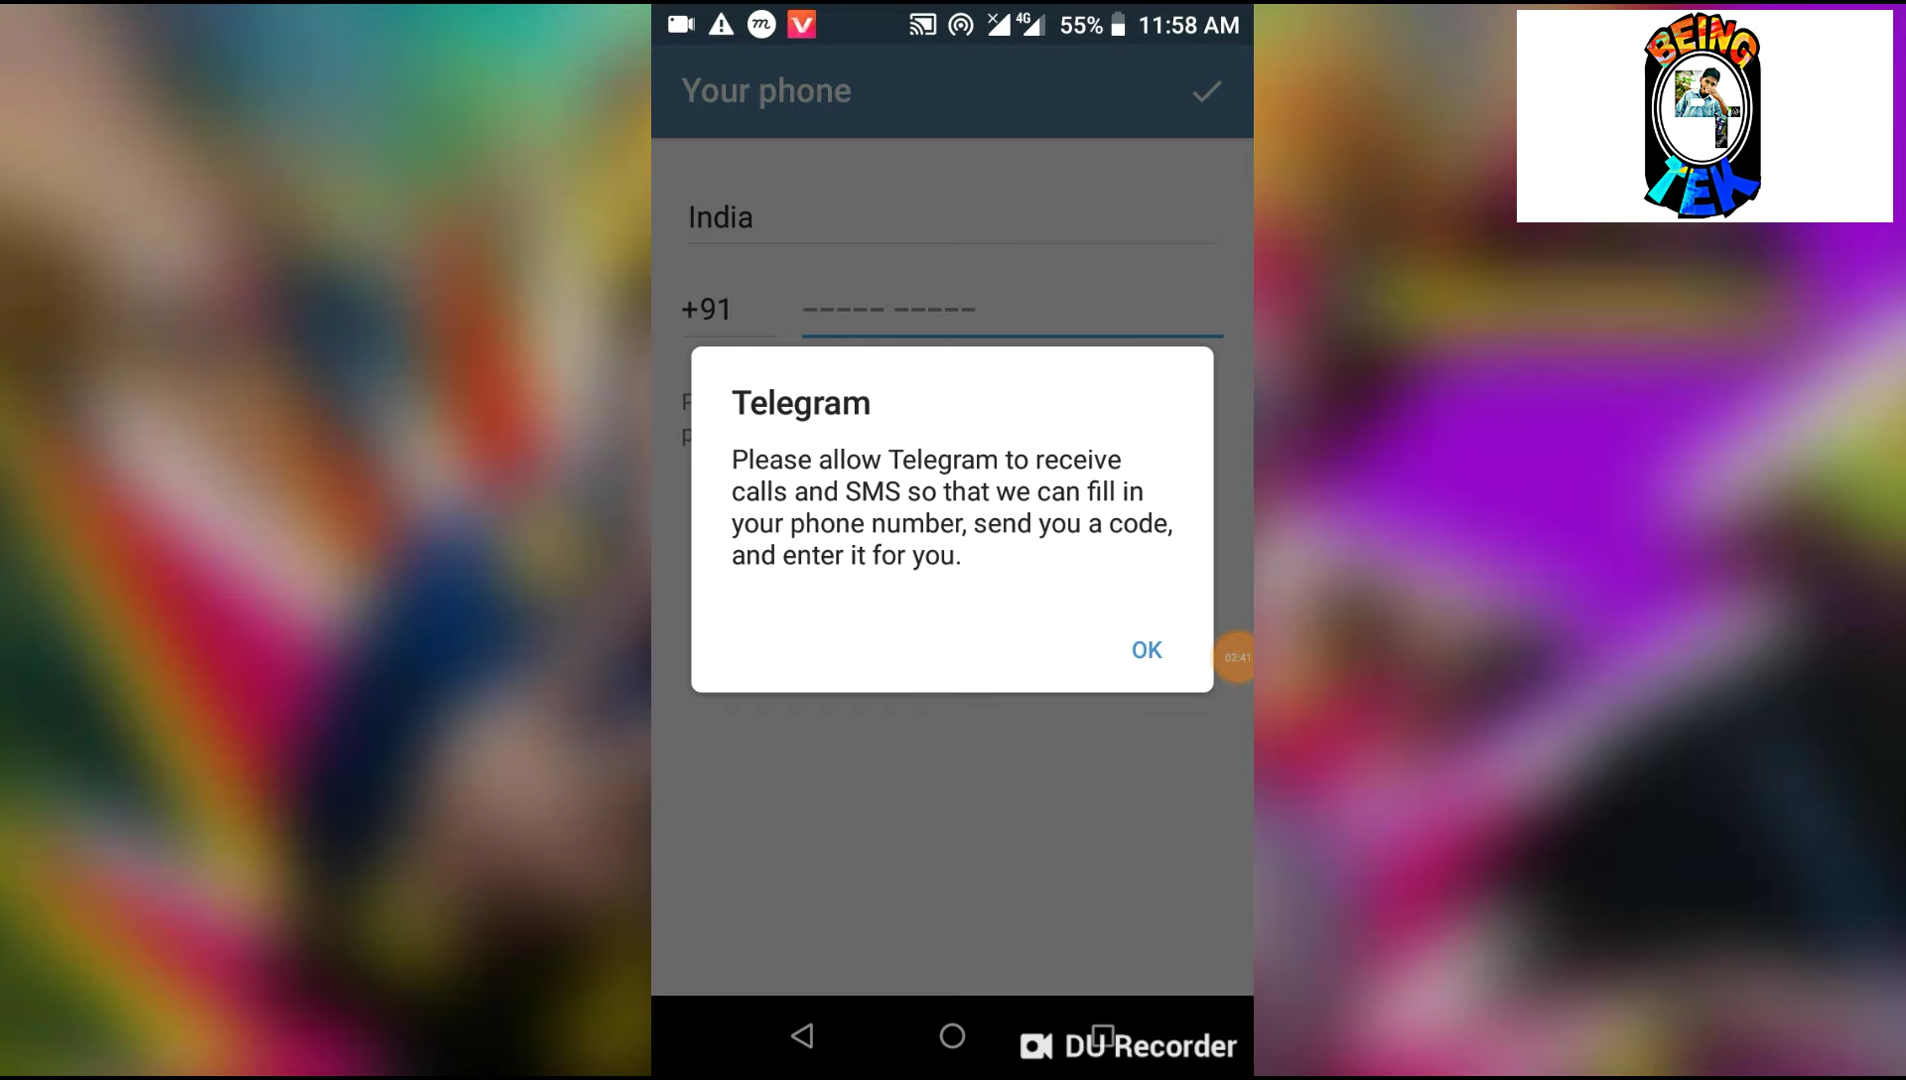 4G 55% 11:58 AM
Your phone
India
+91 ----- -----
Telegram
Please allow Telegram to receive
calls and SMS so that we can fill in
your phone number, send you a code,
and enter it for you.
OK
02:41
DU Recorder
BEING
TEK